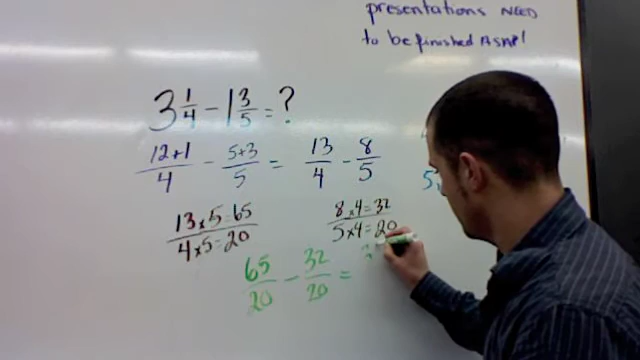 presentations NEED
to be finished ASAP!
3 1/4 - 1 3/5 = ?
12+1/4 - 5+3/5 = 13/4 - 8/5
13 x 5 = 65 8 x 4 = 32
4 x 5 = 20 5 x 4 = 20
65/20 - 32/20 =